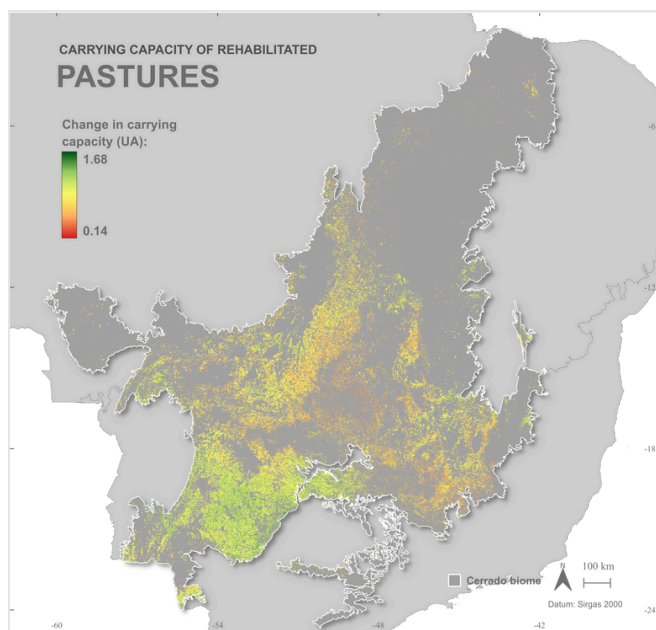 CARRYING CAPACITY OF REHABILITATED
PASTURES
Change in carrying
capacity (UA):
1.68
0.14
-6
-12
-18
-24
Cerrado biome
N
100 km
Datum: Sirgas 2000
-60
-54
-48
-42